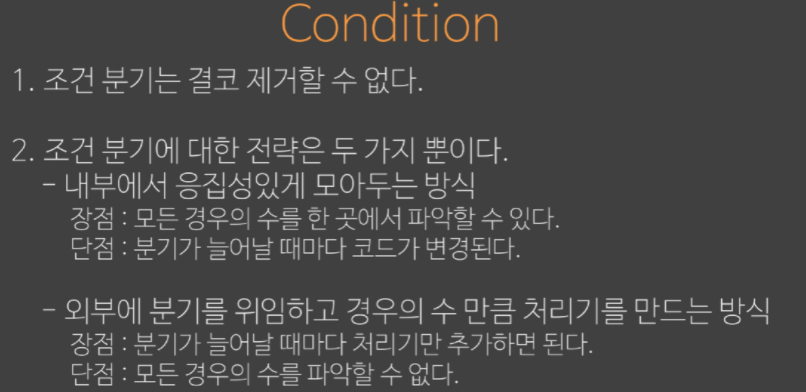 Condition
1. 조건 분기는 결코 제거할 수 없다.
2. 조건 분기에 대한 전략은 두 가지 뿐이다.
- 내부에서 응집성있게 모아두는 방식
장점 : 모든 경우의 수를 한 곳에서 파악할 수 있다.
단점 : 분기가 늘어날 때마다 코드가 변경된다.
- 외부에 분기를 위임하고 경우의 수 만큼 처리기를 만드는 방식
장점 : 분기가 늘어날 때마다 처리기만 추가하면 된다.
단점 : 모든 경우의 수를 파악할 수 없다.